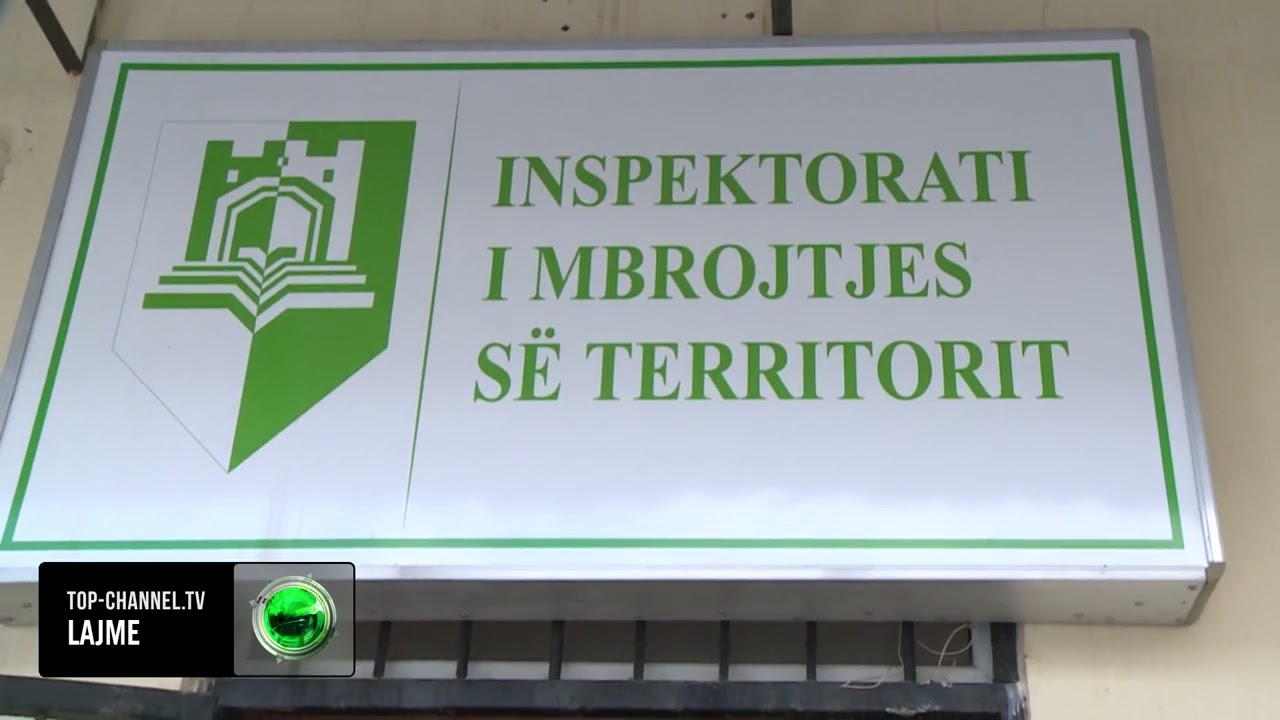 INSPEKTORATI
I MBROJTJES
SË TERRITORIT
TOP-CHANNEL.TV
LAJME